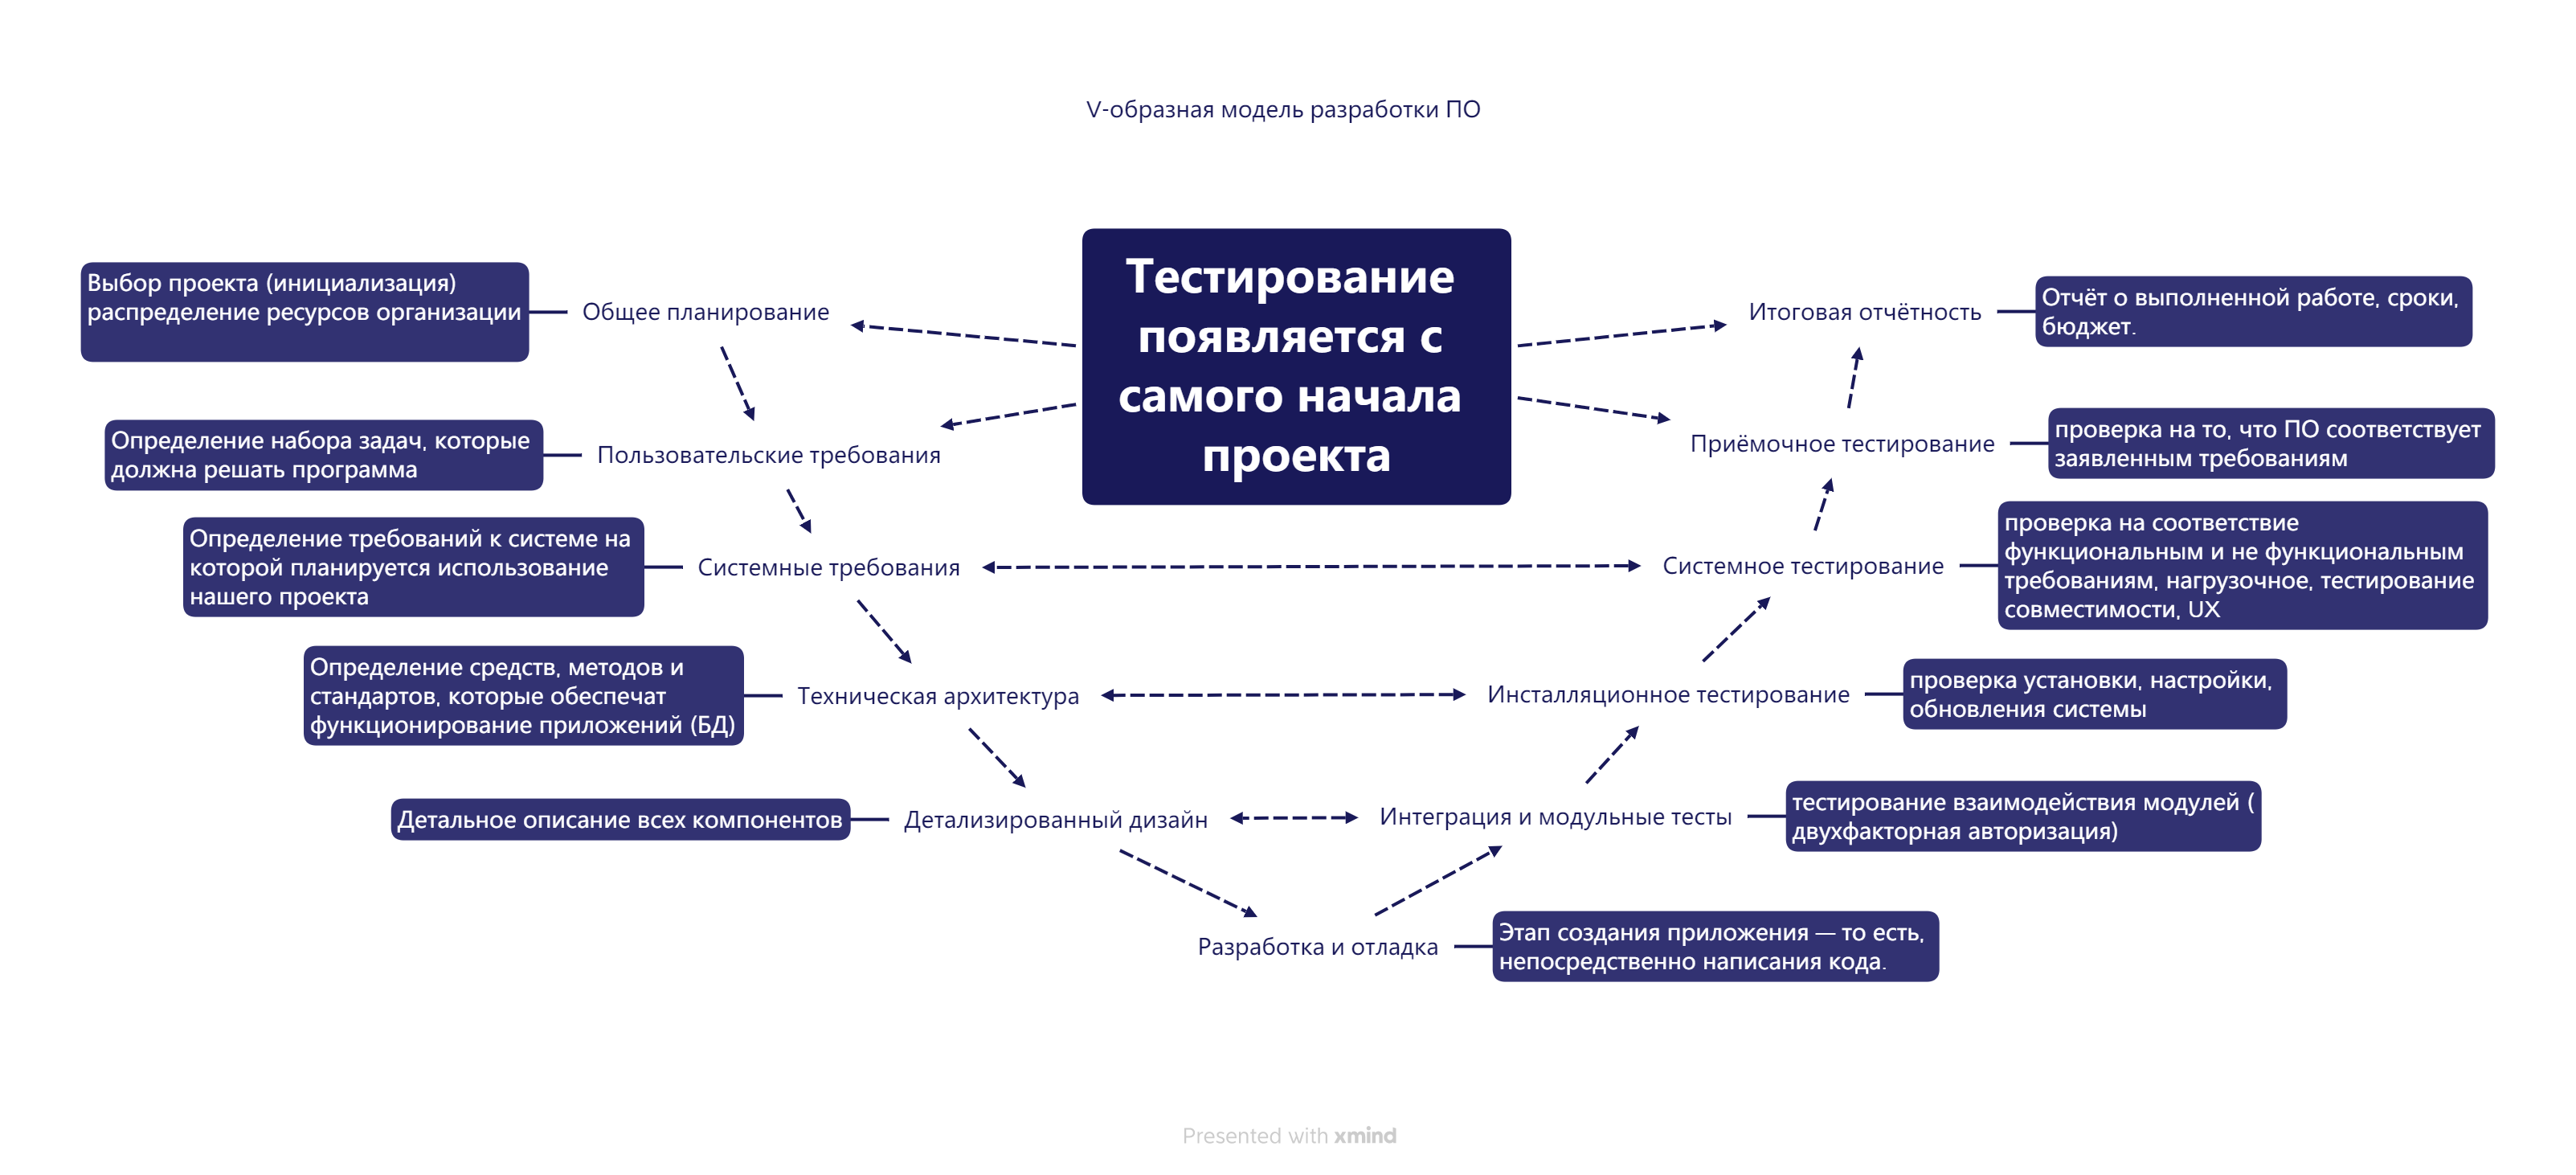 V-образная модель разработки ПО
Тестирование
появляется с
самого начала
проекта
Выбор проекта (инициализация)
распределение ресурсов организации
Общее планирование
Итоговая отчётность
Отчёт о выполненной работе, сроки,
бюджет.
Определение набора задач, которые
должна решать программа
Пользовательские требования
Приёмочное тестирование
проверка на то, что ПО соответствует
заявленным требованиям
Определение требований к системе на
которой планируется использование
нашего проекта
Системные требования
Системное тестирование
проверка на соответствие
функциональным и не функциональным
требованиям, нагрузочное, тестирование
совместимости, UX
Определение средств, методов и
стандартов, которые обеспечат
функционирование приложений (БД)
Техническая архитектура
Инсталляционное тестирование
проверка установки, настройки,
обновления системы
Детальное описание всех компонентов
Детализированный дизайн
Интеграция и модульные тесты
тестирование взаимодействия модулей (
двухфакторная авторизация)
Разработка и отладка
Этап создания приложения — то есть,
непосредственно написания кода.
Presented with xmind